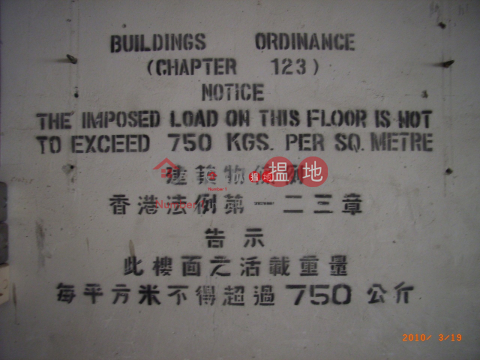 BUILDINGS ORDINANCE
(CHAPTER 123)
NOTICE
THE IMPOSED LOAD ON THIS FLOOR IS NOT
TO EXCEED 750 KGS. PER SQ. METRE
建築物條例
搵地
香港法例第一二三章
告示
此樓面之活載重量
每平方米不得超過750公斤
2010/ 3/19